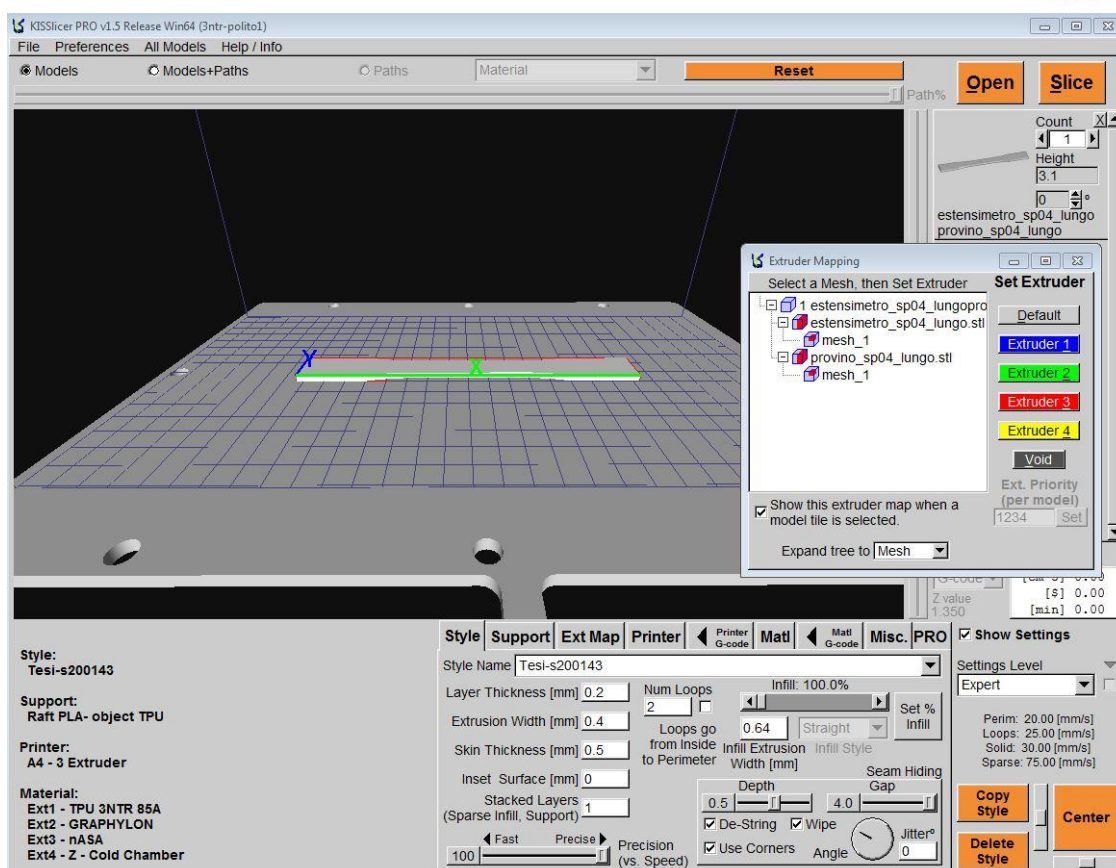 KISSlicer PRO v1.5 Release Win64 (3ntr-polito1)
File Preferences All Models Help / Info
Models Models+Paths Paths Material Reset
Path%
Open Slice
Count X
1
Height
3.1
0 º
estensimetro_sp04_lungo
provino_sp04_lungo
Y
X
Extruder Mapping
Select a Mesh, then Set Extruder
1 estensimetro_sp04_lungopro
estensimetro_sp04_lungo.stl
mesh_1
provino_sp04_lungo.stl
mesh_1
Set Extruder
Default
Extruder 1
Extruder 2
Extruder 3
Extruder 4
Void
Ext. Priority
(per model)
1234 Set
Show this extruder map when a
model tile is selected.
Expand tree to Mesh
G-code
Z value
1.350
0.00
[$] 0.00
[min] 0.00
Style:
Tesi-s200143
Support:
Raft PLA- object TPU
Printer:
A4 - 3 Extruder
Material:
Ext1 - TPU 3NTR 85A
Ext2 - GRAPHYLON
Ext3 - nASA
Ext4 - Z - Cold Chamber
Style Support Ext Map Printer Printer G-code Matl Matl G-code Misc. PRO
Style Name Tesi-s200143
Layer Thickness [mm] 0.2
Extrusion Width [mm] 0.4
Skin Thickness [mm] 0.5
Inset Surface [mm] 0
Stacked Layers
(Sparse Infill, Support) 1
Fast Precise
100
Precision
(vs. Speed)
Num Loops
2
Loops go
from Inside
to Perimeter
Infill: 100.0%
Set %
Infill
0.64 Straight
Infill Extrusion
Width [mm]
Infill Style
Seam Hiding
Depth Gap
0.5 4.0
De-String Wipe
Use Corners Angle
Jitterº
0
Show Settings
Settings Level
Expert
Perim: 20.00 [mm/s]
Loops: 25.00 [mm/s]
Solid: 30.00 [mm/s]
Sparse: 75.00 [mm/s]
Copy
Style
Delete
Style
Center